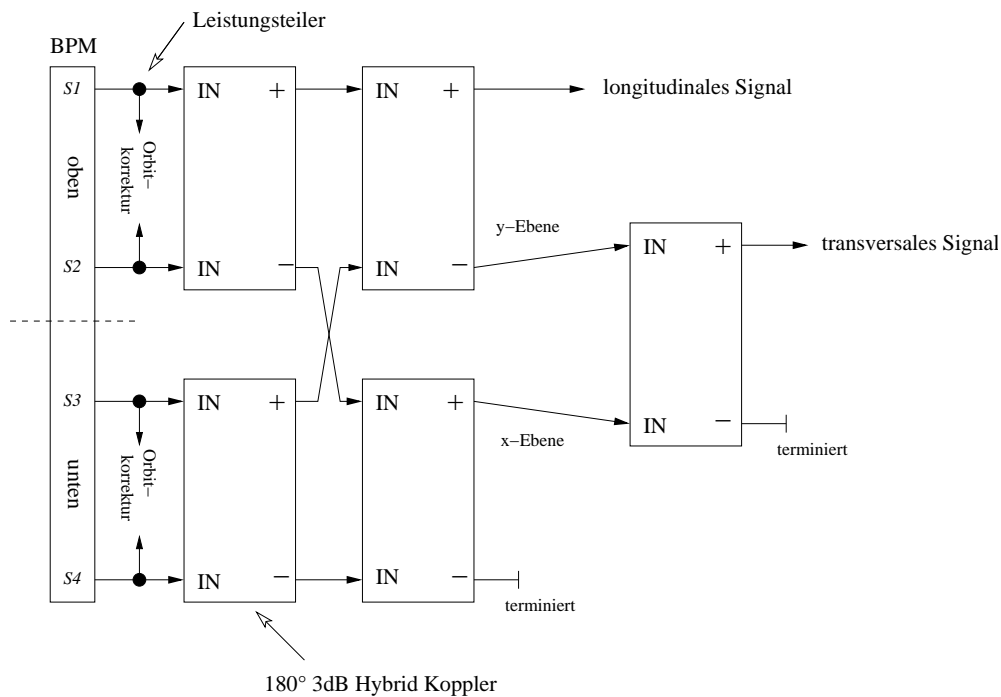 Leistungsteiler
BPM
S1
IN
+
IN
+
longitudinales Signal
oben
Orbit–
korrektur
y–Ebene
IN
+
transversales Signal
S2
IN
–
IN
–
S3
IN
+
IN
+
x–Ebene
IN
–
terminiert
unten
Orbit–
korrektur
S4
IN
–
IN
–
terminiert
180° 3dB Hybrid Koppler